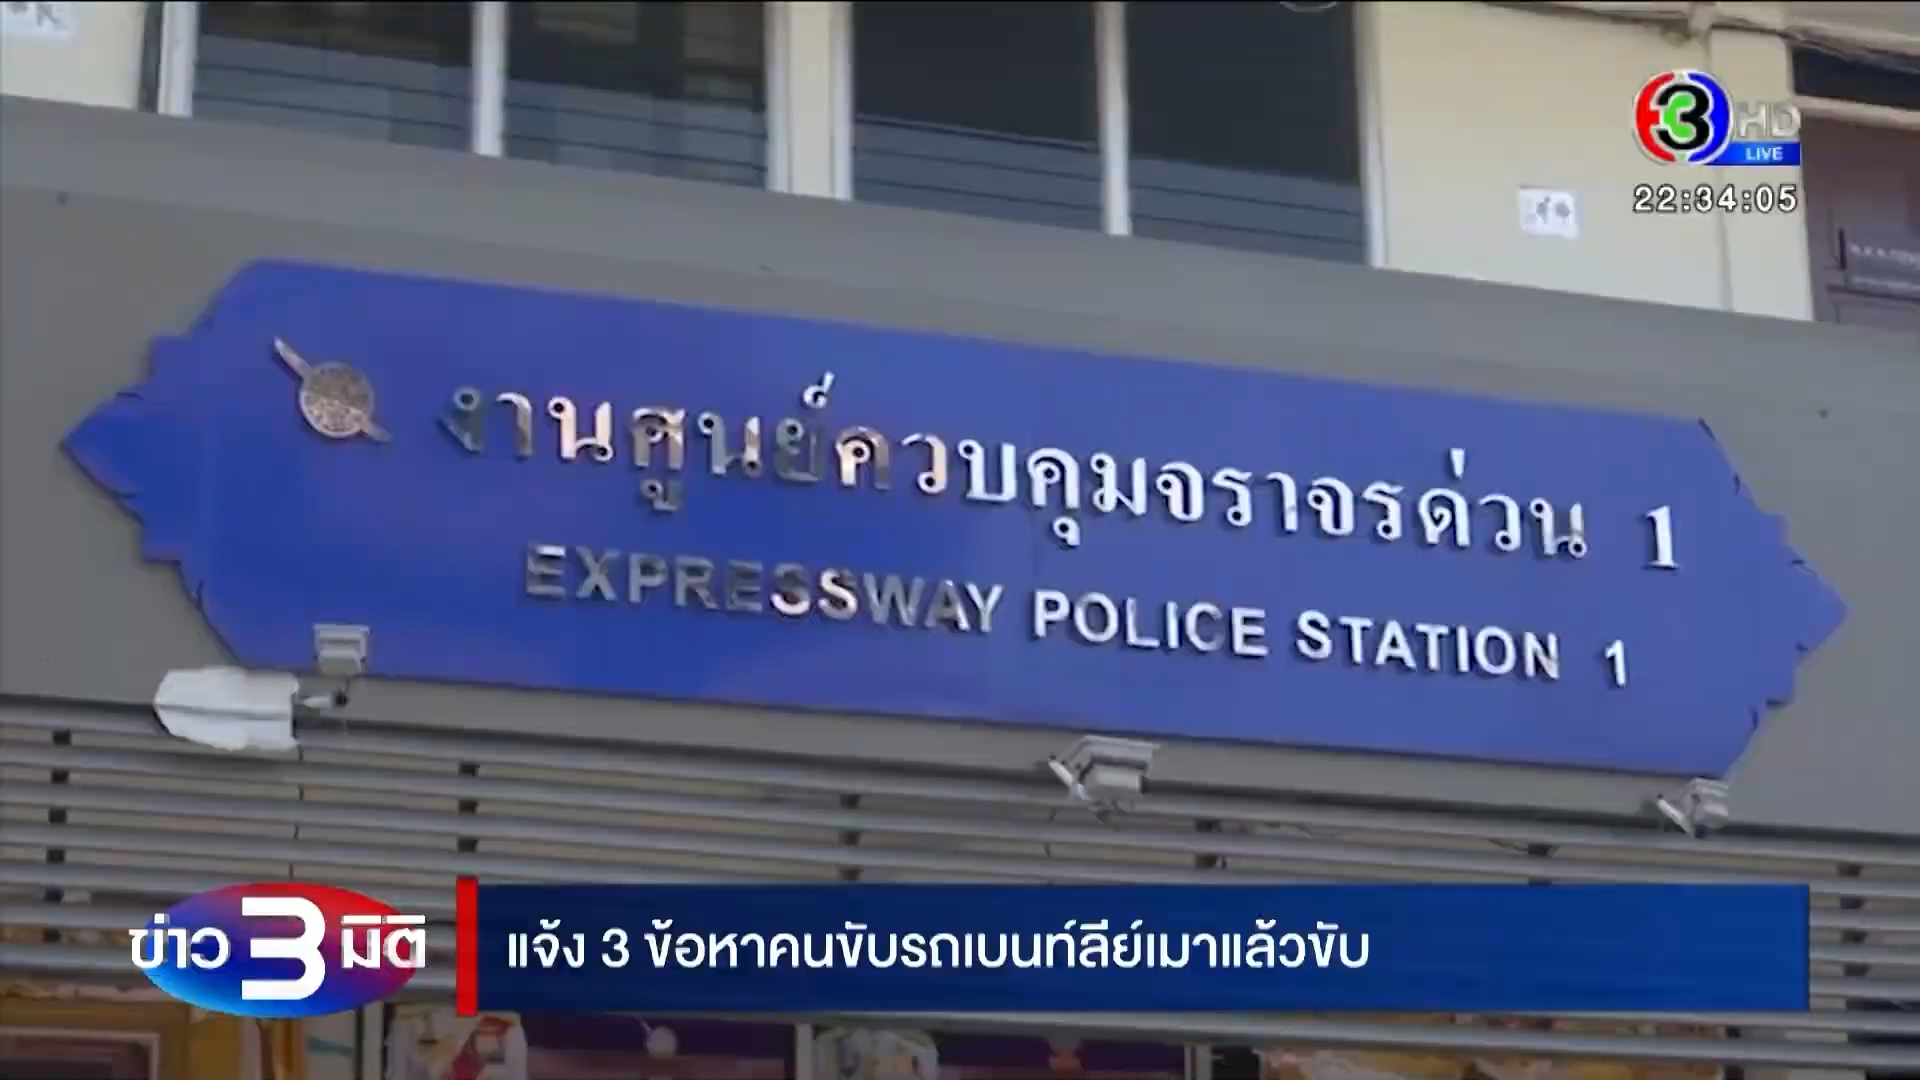 3 HD
LIVE
22:34:05
งานศูนย์ควบคุมจราจรด่วน 1
EXPRESSWAY POLICE STATION 1
ข่าว 3 มิติ
แจ้ง 3 ข้อหาคนขับรถเบนท์ลีย์เมาแล้วขับ